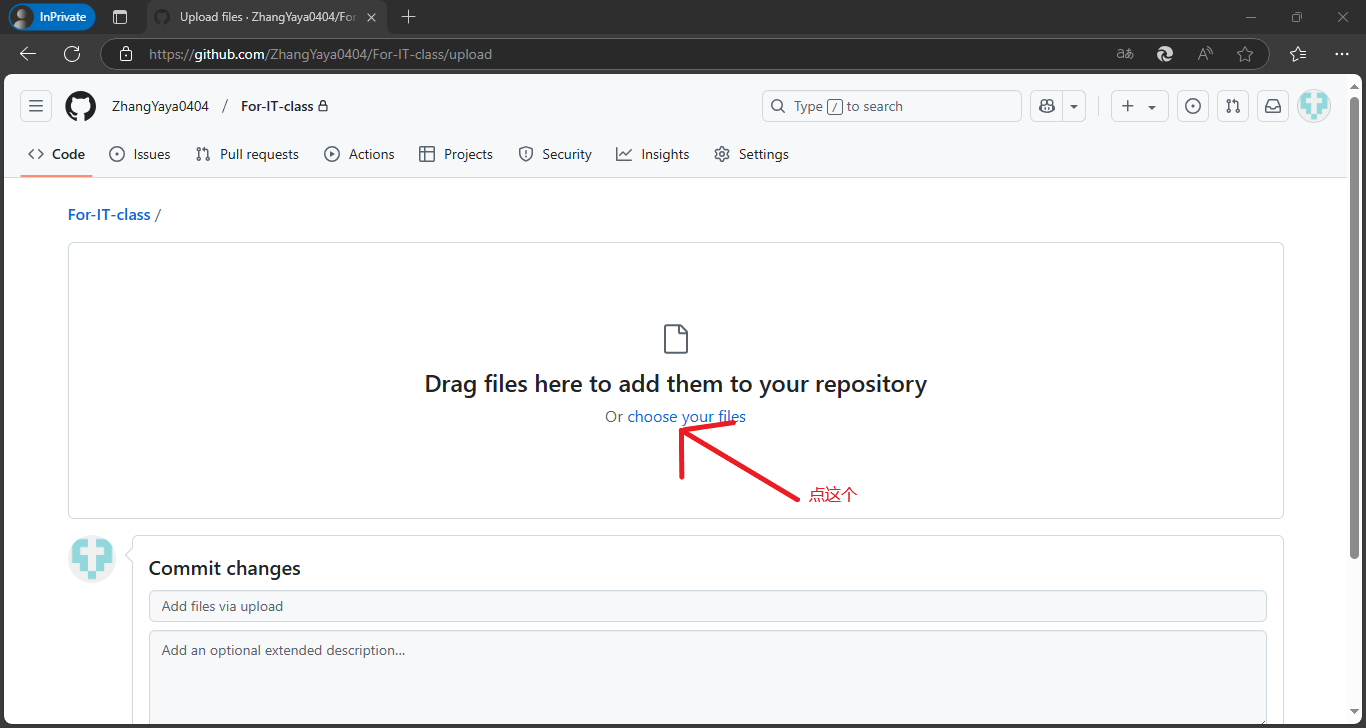 InPrivate
Upload files · ZhangYaya0404/For
https://github.com/ZhangYaya0404/For-IT-class/upload
ZhangYaya0404 / For-IT-class
Type / to search
Code Issues Pull requests Actions Projects Security Insights Settings
For-IT-class /
Drag files here to add them to your repository
Or choose your files
点这个
Commit changes
Add files via upload
Add an optional extended description...